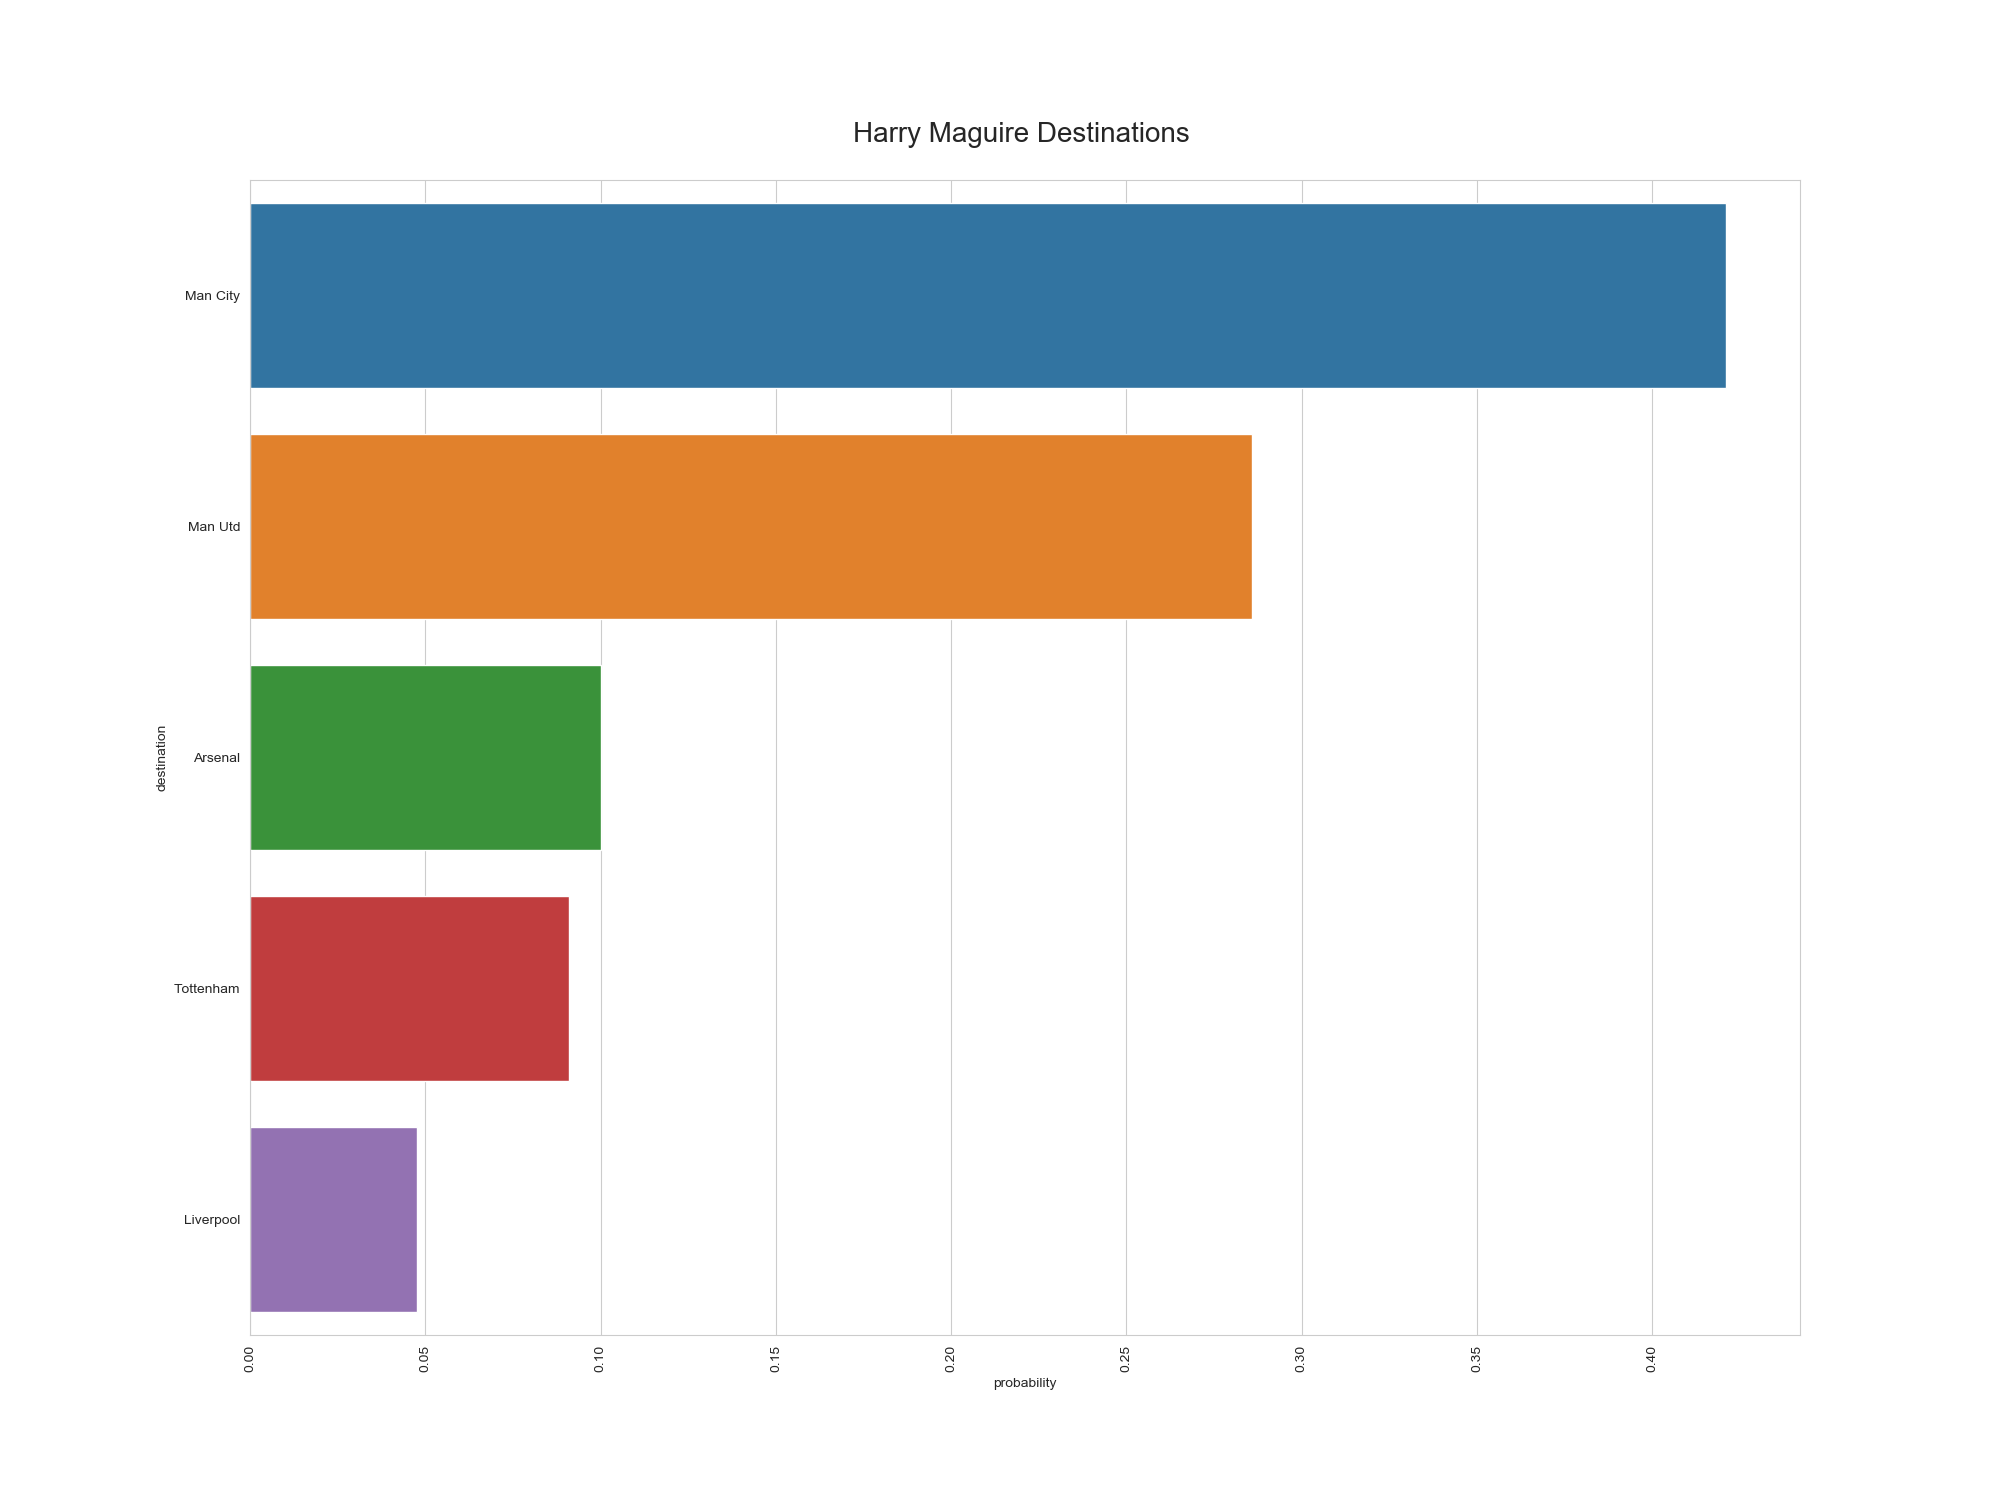 Harry Maguire Destinations
Man City
Man Utd
Arsenal
Tottenham
Liverpool
destination
0.00
0.05
0.10
0.15
0.20
0.25
0.30
0.35
0.40
probability